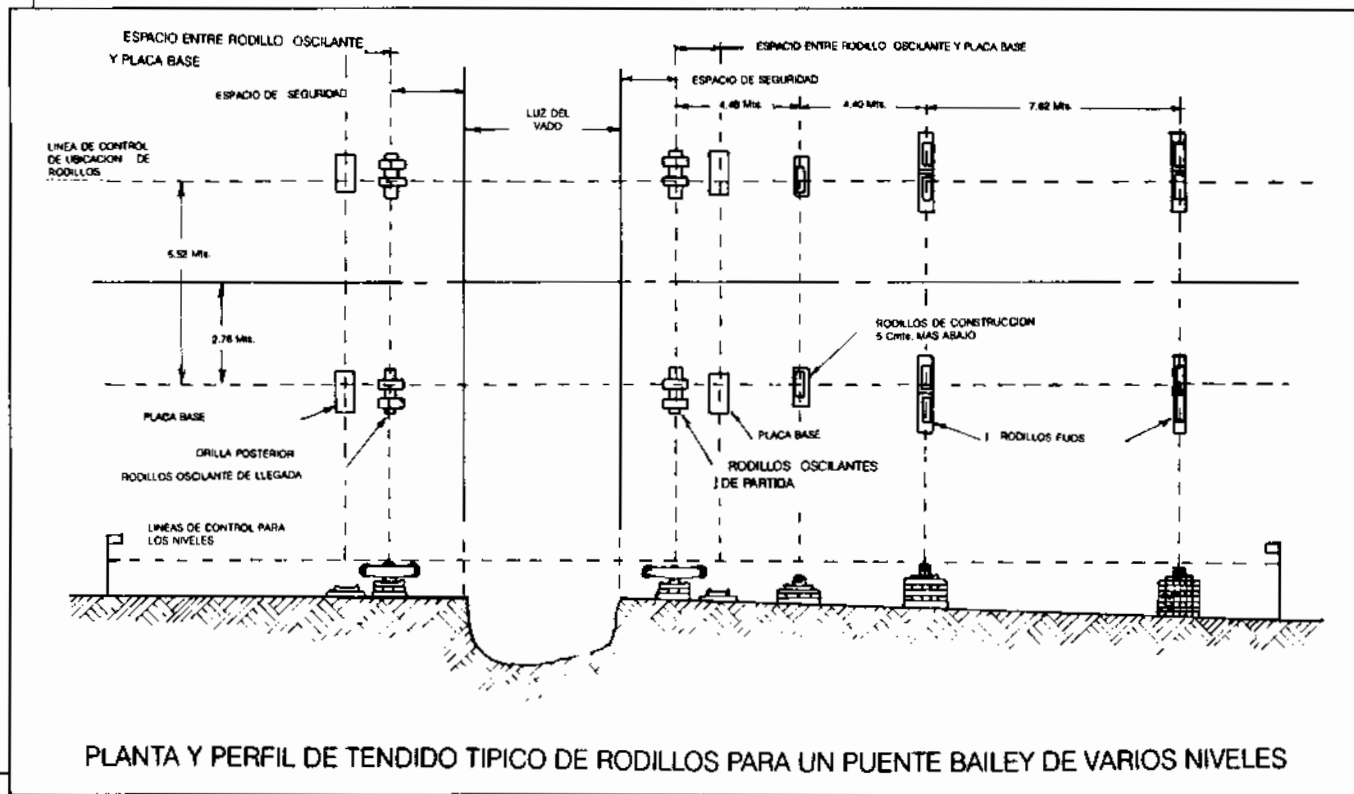 ESPACIO ENTRE RODILLO OSCILANTE
Y PLACA BASE
ESPACIO ENTRE RODILLO OSCILANTE Y PLACA BASE
ESPACIO DE SEGURIDAD
ESPACIO DE SEGURIDAD
LUZ DEL
VADO
4.48 Mts.
4.40 Mts.
7.62 Mts.
LINEA DE CONTROL
DE UBICACION DE
RODILLOS
5.52 Mts.
2.76 Mts.
RODILLOS DE CONSTRUCCION
5 Cmts. MAS ABAJO
PLACA BASE
PLACA BASE
RODILLOS FIJOS
ORILLA POSTERIOR
RODILLOS OSCILANTE DE LLEGADA
RODILLOS OSCILANTES
DE PARTIDA
LINEAS DE CONTROL PARA
LOS NIVELES
PLANTA Y PERFIL DE TENDIDO TIPICO DE RODILLOS PARA UN PUENTE BAILEY DE VARIOS NIVELES